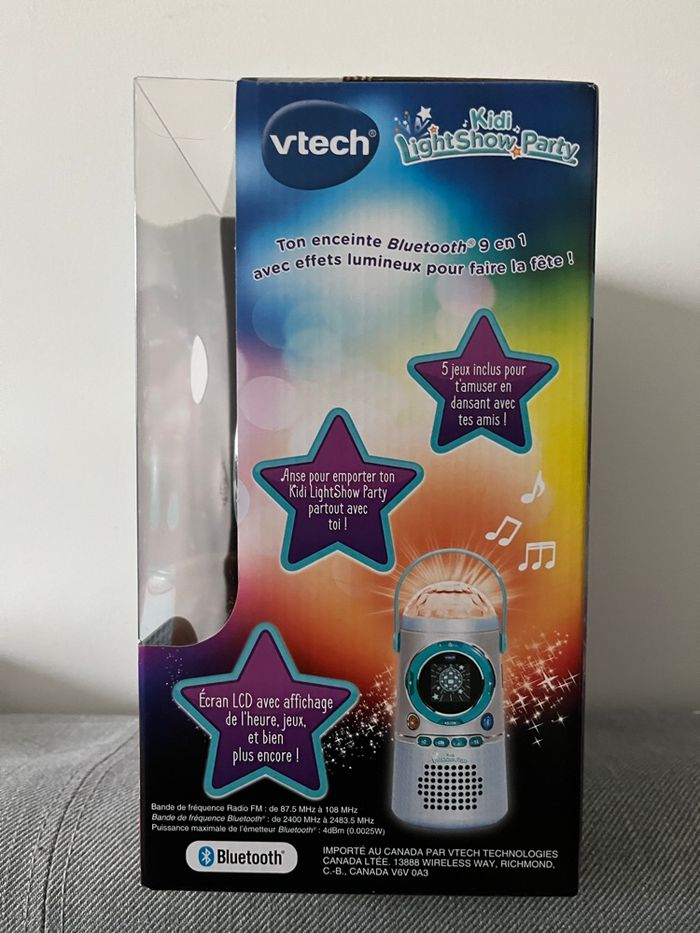 vtech®
Kidi
LightShow Party
Ton enceinte Bluetooth® 9 en 1
avec effets lumineux pour faire la fête !
5 jeux inclus pour
t'amuser en
dansant avec
tes amis !
Anse pour emporter ton
Kidi LightShow Party
partout avec
toi !
vtech
Écran LCD avec affichage
de l'heure, jeux,
et bien
plus encore !
Bande de fréquence Radio FM : de 87.5 MHz à 108 MHz
Bande de fréquence Bluetooth® : de 2400 MHz à 2483.5 MHz
Puissance maximale de l'émetteur Bluetooth® : 4dBm (0.0025W)
Bluetooth®
IMPORTÉ AU CANADA PAR VTECH TECHNOLOGIES
CANADA LTÉE. 13888 WIRELESS WAY, RICHMOND,
C.-B., CANADA V6V 0A3